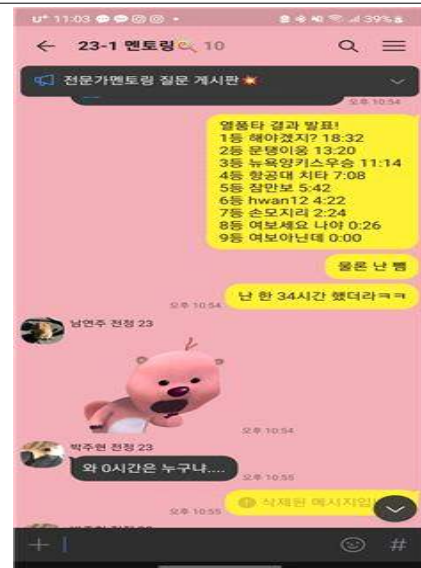 U+ 11:03
39%
← 23-1 멘토링 10
전문가멘토링 질문 게시판
오후 10:54
열품타 결과 발표!
1등 해야겠지? 18:32
2등 문탱이웅 13:20
3등 뉴욕양키스우승 11:14
4등 항공대 치타 7:08
5등 잠만보 5:42
6등 hwan12 4:22
7등 손모지리 2:24
8등 여보세요 나야 0:26
9등 여보아닌데 0:00
물론 난 뺌
난 한 34시간 했더라ㅋㅋ
오후 10:54
남연주 전정 23
오후 10:54
박주현 전정 23
와 0시간은 누구냐....
오후 10:55
삭제된 메시지입
오후 10:55
+
#